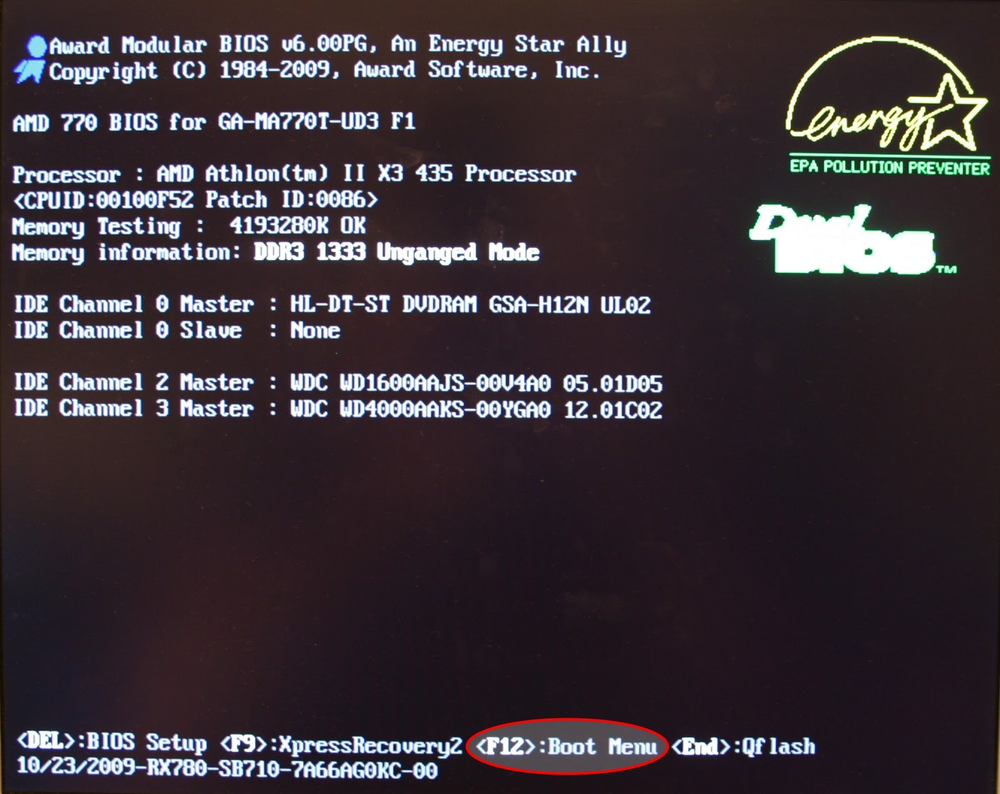 Award Modular BIOS v6.00PG, An Energy Star Ally
Copyright (C) 1984-2009, Award Software, Inc.
energy
EPA POLLUTION PREVENTER
AMD 770 BIOS for GA-MA770T-UD3 F1
Processor : AMD Athlon(tm) II X3 435 Processor
<CPUID:00100F52 Patch ID:0086>
Memory Testing :  4193280K OK
Memory information: DDR3 1333 Unganged Mode
Dual
BIOS™
IDE Channel 0 Master : HL-DT-ST DVDRAM GSA-H12N UL02
IDE Channel 0 Slave  : None
IDE Channel 2 Master : WDC WD1600AAJS-00V4A0 05.01D05
IDE Channel 3 Master : WDC WD4000AAKS-00YGA0 12.01C02
<DEL>:BIOS Setup <F9>:XpressRecovery2 <F12>:Boot Menu <End>:Qflash
10/23/2009-RX780-SB710-7A66AG0KC-00